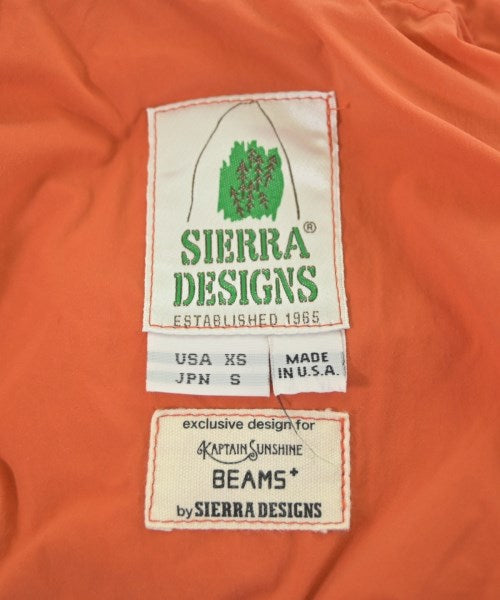 SIERRA®
DESIGNS
ESTABLISHED 1965
USA XS
JPN S
MADE
IN U.S.A.
exclusive design for
KAPTAIN SUNSHINE
BEAMS+
by SIERRA DESIGNS